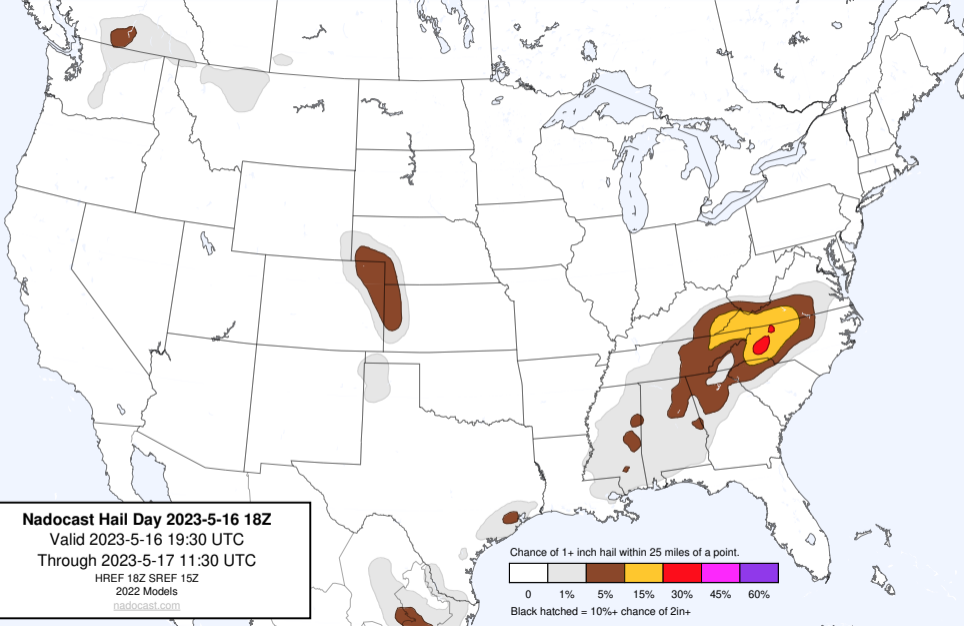 Nadocast Hail Day 2023-5-16 18Z
Valid 2023-5-16 19:30 UTC
Through 2023-5-17 11:30 UTC
HREF 18Z SREF 15Z
2022 Models
nadocast.com
Chance of 1+ inch hail within 25 miles of a point.
0 1% 5% 15% 30% 45% 60%
Black hatched = 10%+ chance of 2in+